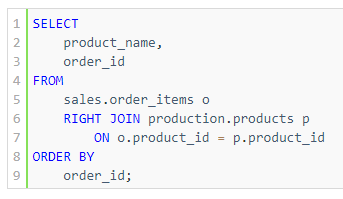 1 SELECT
2     product_name,
3     order_id
4 FROM
5     sales.order_items o
6     RIGHT JOIN production.products p
7         ON o.product_id = p.product_id
8 ORDER BY
9     order_id;